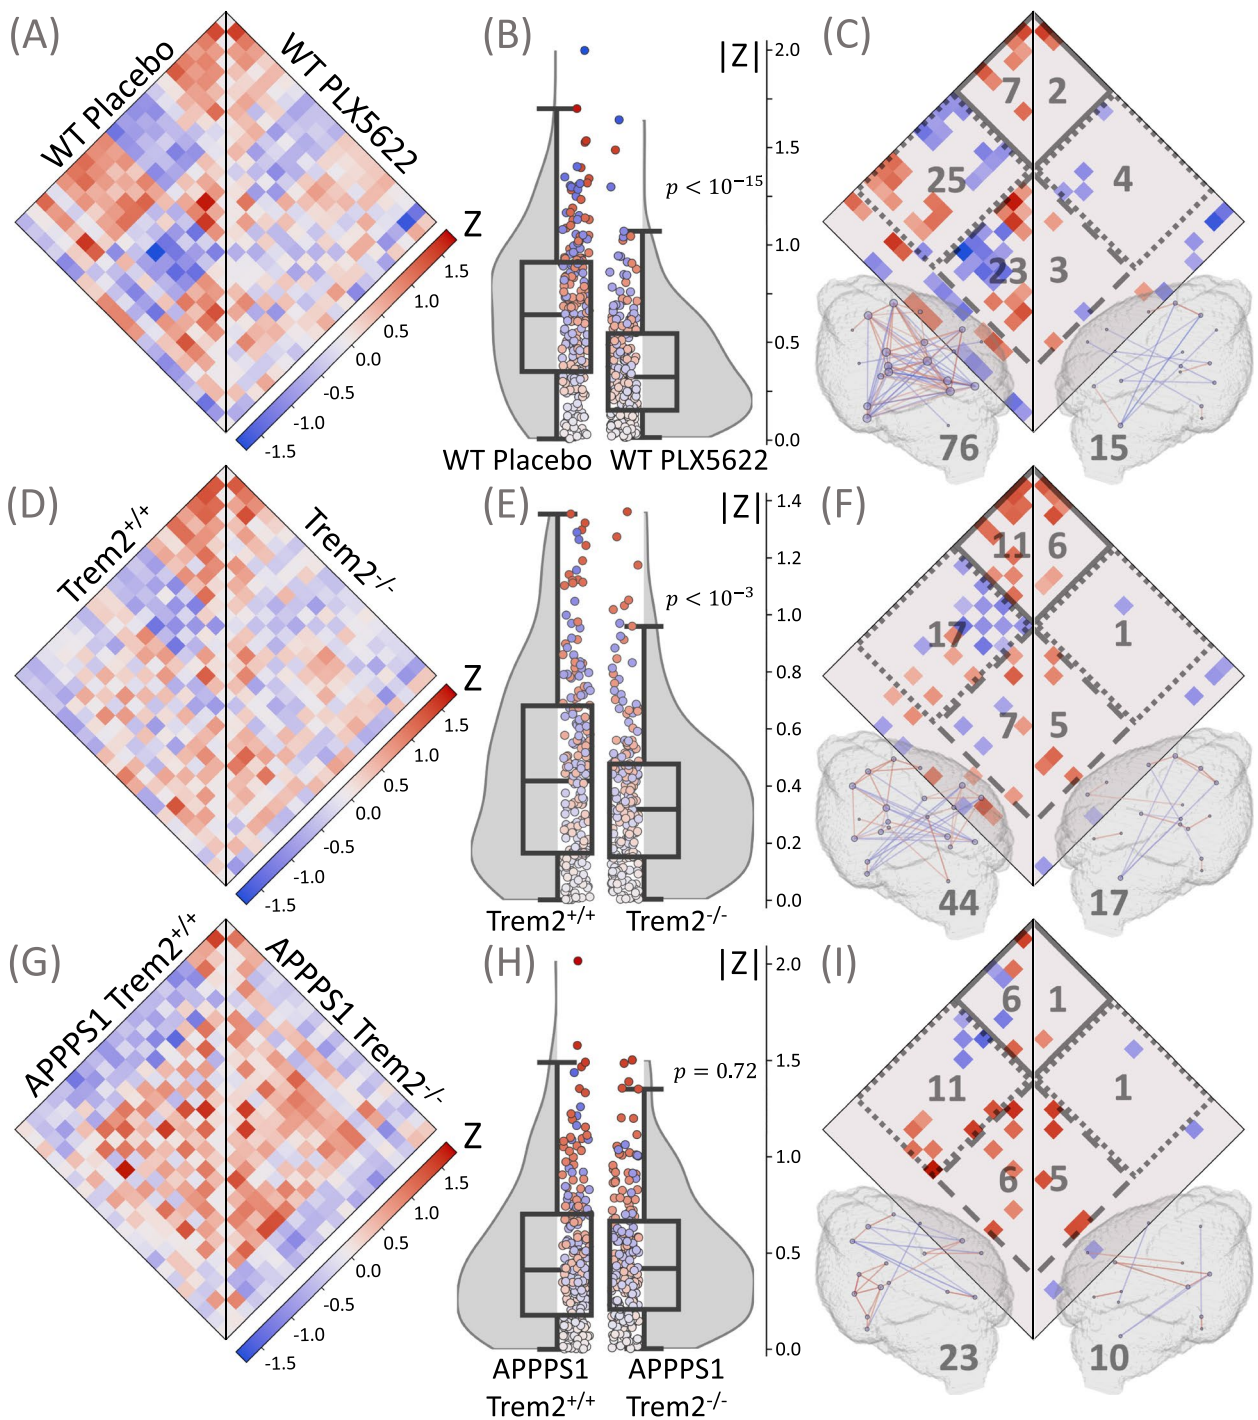 (A)
WT Placebo
WT PLX5622
Z
1.5
1.0
0.5
0.0
-0.5
-1.0
-1.5
(B)
|Z|
2.0
1.5
1.0
0.5
0.0
p < 10⁻¹⁵
WT Placebo
WT PLX5622
(C)
7
2
25
4
23
3
76
15
(D)
Trem2⁺/⁺
Trem2⁻/⁻
Z
1.5
1.0
0.5
0.0
-0.5
-1.0
-1.5
(E)
|Z|
1.4
1.2
1.0
0.8
0.6
0.4
0.2
0.0
p < 10⁻³
Trem2⁺/⁺
Trem2⁻/⁻
(F)
11
6
17
1
7
5
44
17
(G)
APPPS1 Trem2⁺/⁺
APPPS1 Trem2⁻/⁻
Z
1.5
1.0
0.5
0.0
-0.5
-1.0
-1.5
(H)
|Z|
2.0
1.5
1.0
0.5
0.0
p = 0.72
APPPS1
Trem2⁺/⁺
APPPS1
Trem2⁻/⁻
(I)
6
1
11
1
6
5
23
10